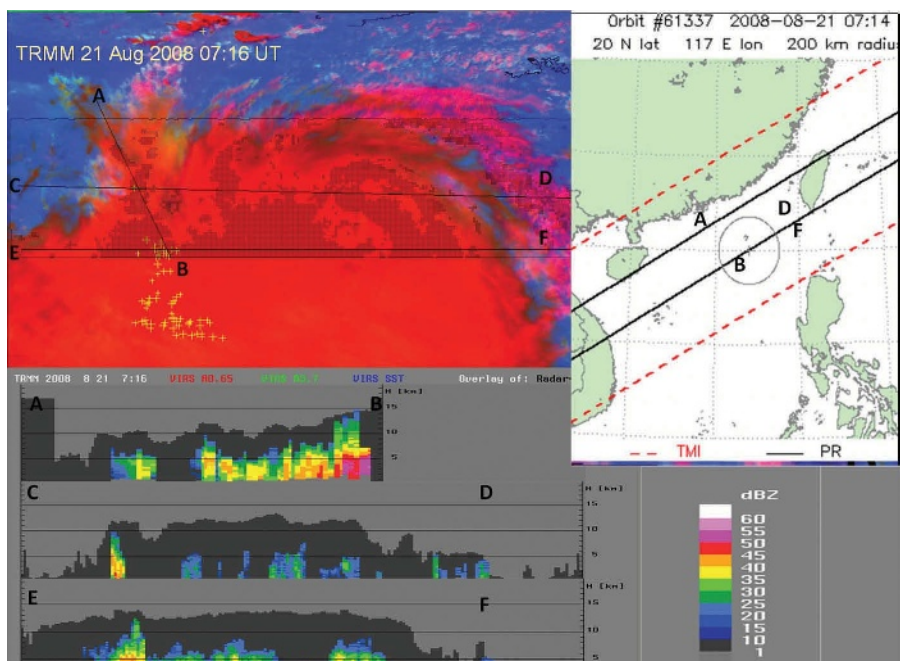 TRMM 21 Aug 2008 07:16 UT
A
C
D
E
F
B
Orbit #61337 2008-08-21 07:14
20 N lat 117 E lon 200 km radius
A
D
F
B
TMI PR
TRMM 2008 8 21 7:16 VIRS R0.65 VIRS R3.7 VIRS SST Overlay of: Radar
A
B
H [km]
15
10
5
C
D
H [km]
15
10
5
E
F
H [km]
15
10
5
dBZ
60
55
50
45
40
35
30
25
20
15
10
1